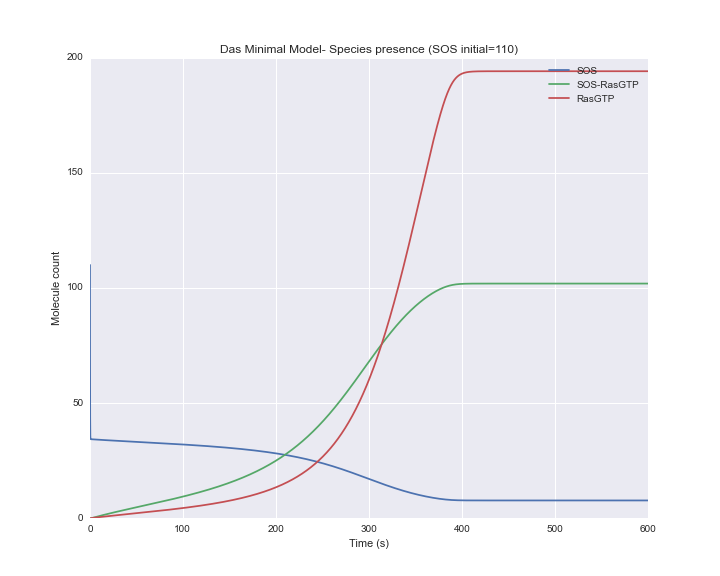 Das Minimal Model- Species presence (SOS initial=110)
200
150
100
50
0
Molecule count
SOS
SOS-RasGTP
RasGTP
0 100 200 300 400 500 600
Time (s)